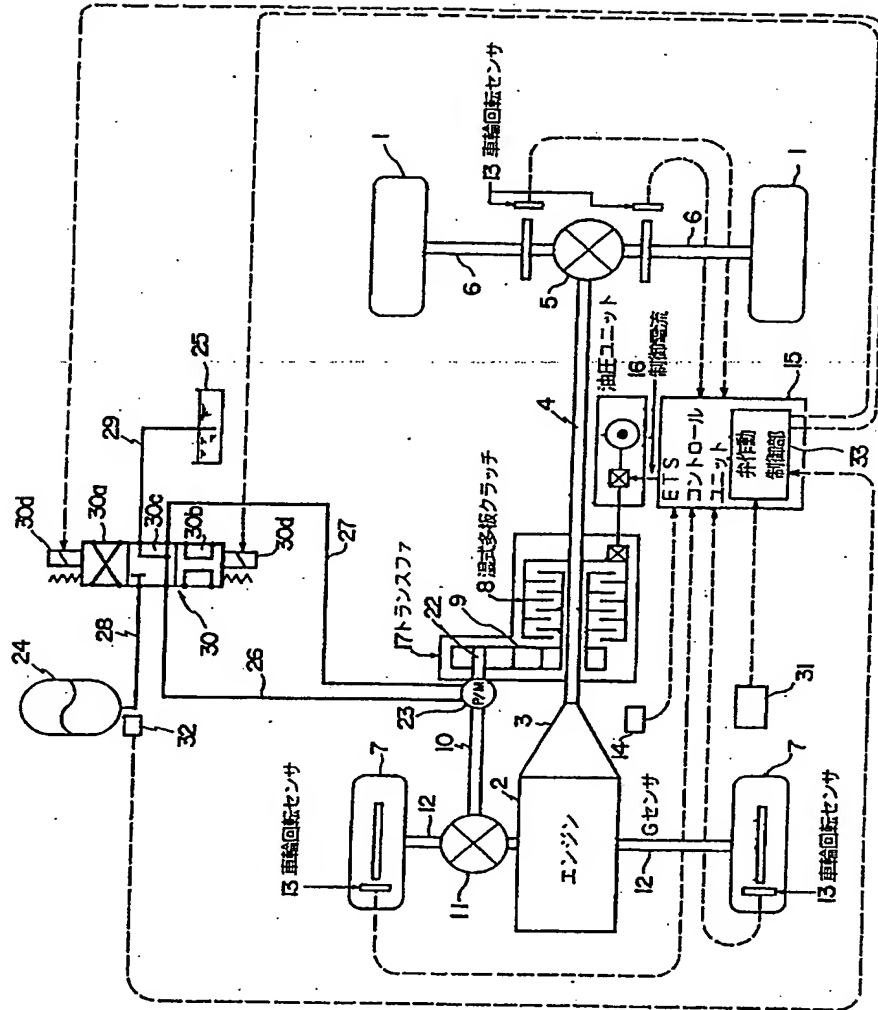 30d
30a
30c
30b
30d
29
25
24
28
30
27
32
26
13 車輪回転センサ
1
6
5
6
1
4
油圧ユニット
16
制御電流
8 湿式多板クラッチ
9
22
17トランスファ
P/M
23
10
3
2
エンジン
7
12
11
13 車輪回転センサ
12
Gセンサ
14
7
13 車輪回転センサ
15
ETS
コントロール
ユニット
弁作動
制御部
33
31